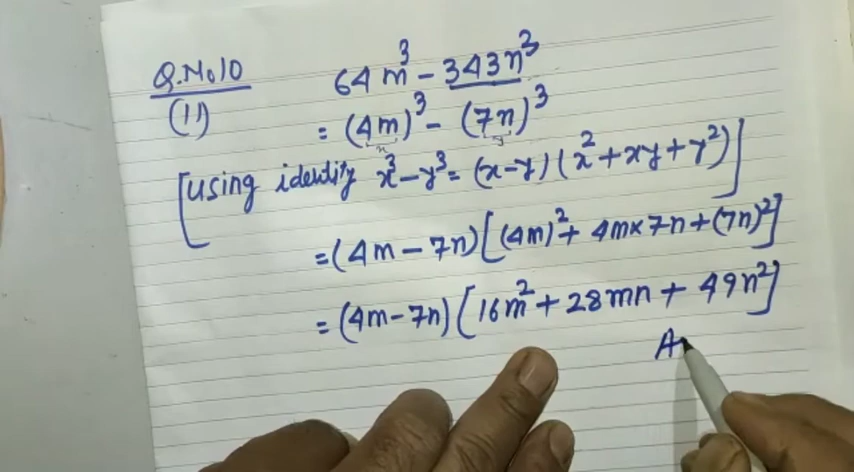 Q.No10 64m³ - 343n³
(11) = (4m)³ - (7n)³
x y
[using identity x³-y³= (x-y)(x²+xy+y²)]
=(4m-7n)[(4m)²+ 4m×7n+(7n)²]
= (4m-7n)[16m²+28mn+ 49n²]
A